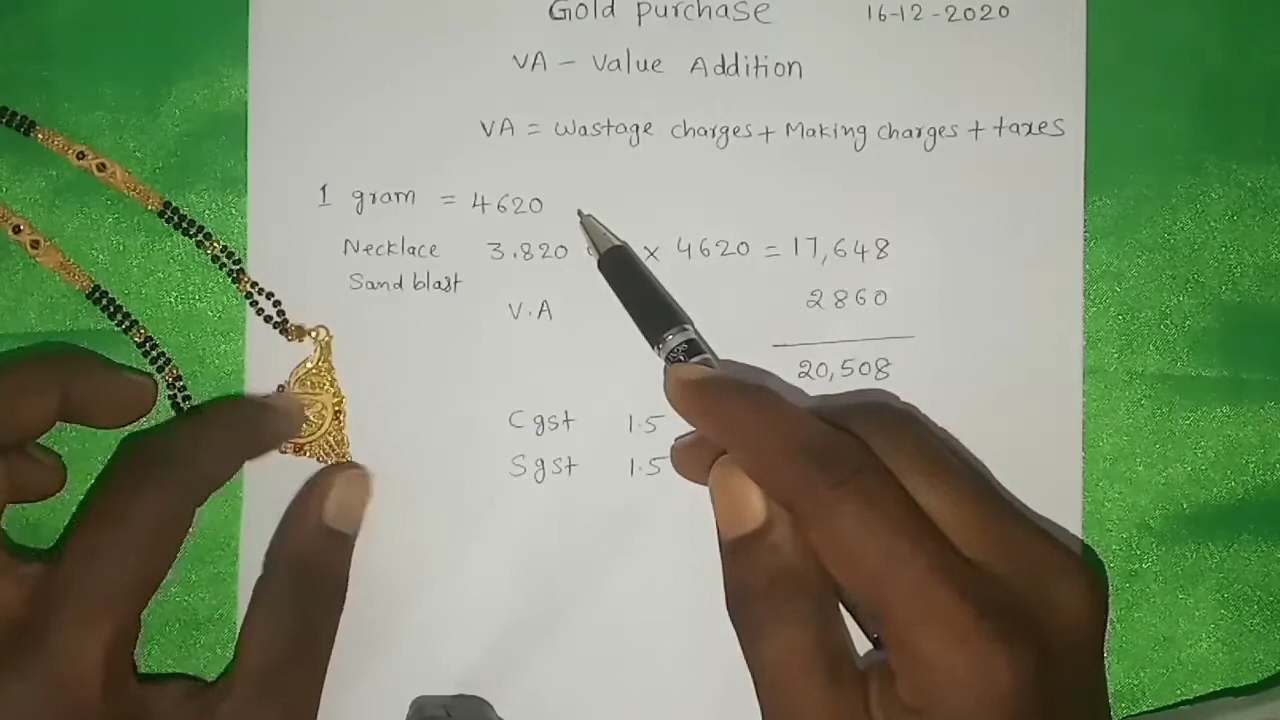 Gold purchase 16-12-2020
VA - Value Addition
VA = Wastage charges + Making charges + taxes
1 gram = 4620
Necklace 3.820 x 4620 = 17,648
Sand blast
V.A 2860
20,508
Cgst 1.5
Sgst 1.5